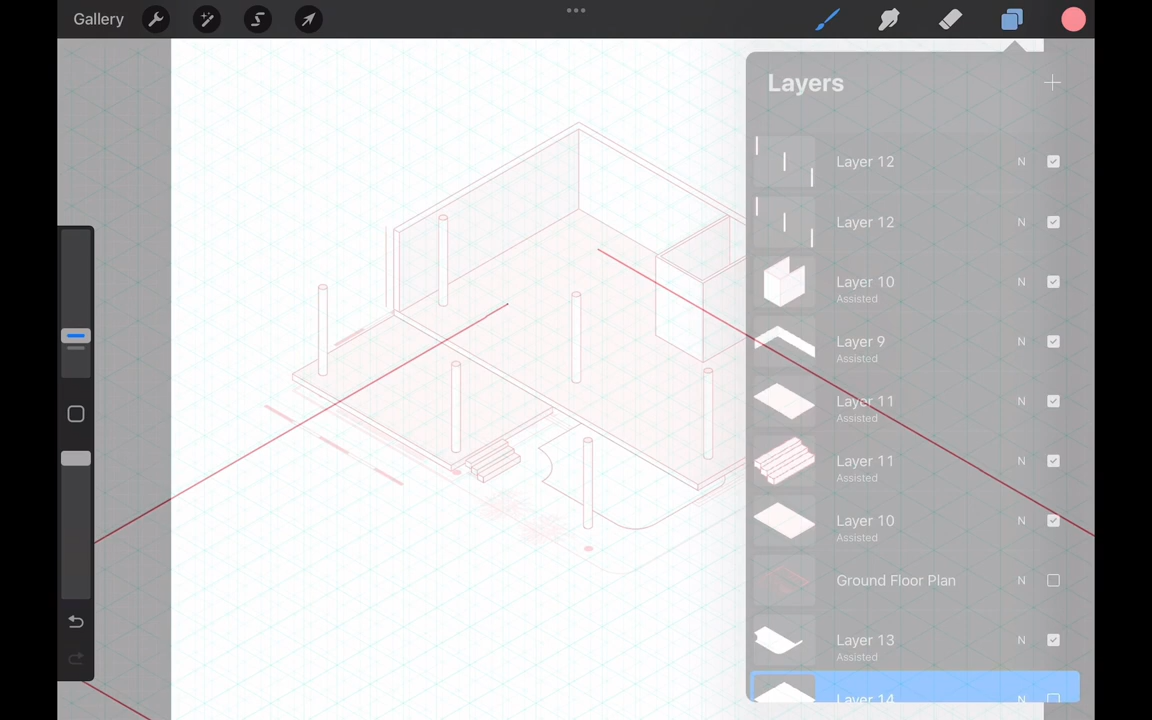 Gallery
Layers
Layer 12 N
Layer 12 N
Layer 10 N
Assisted
Layer 9 N
Assisted
Layer 11 N
Assisted
Layer 11 N
Assisted
Layer 10 N
Assisted
Ground Floor Plan N
Layer 13 N
Assisted
Layer 14 N